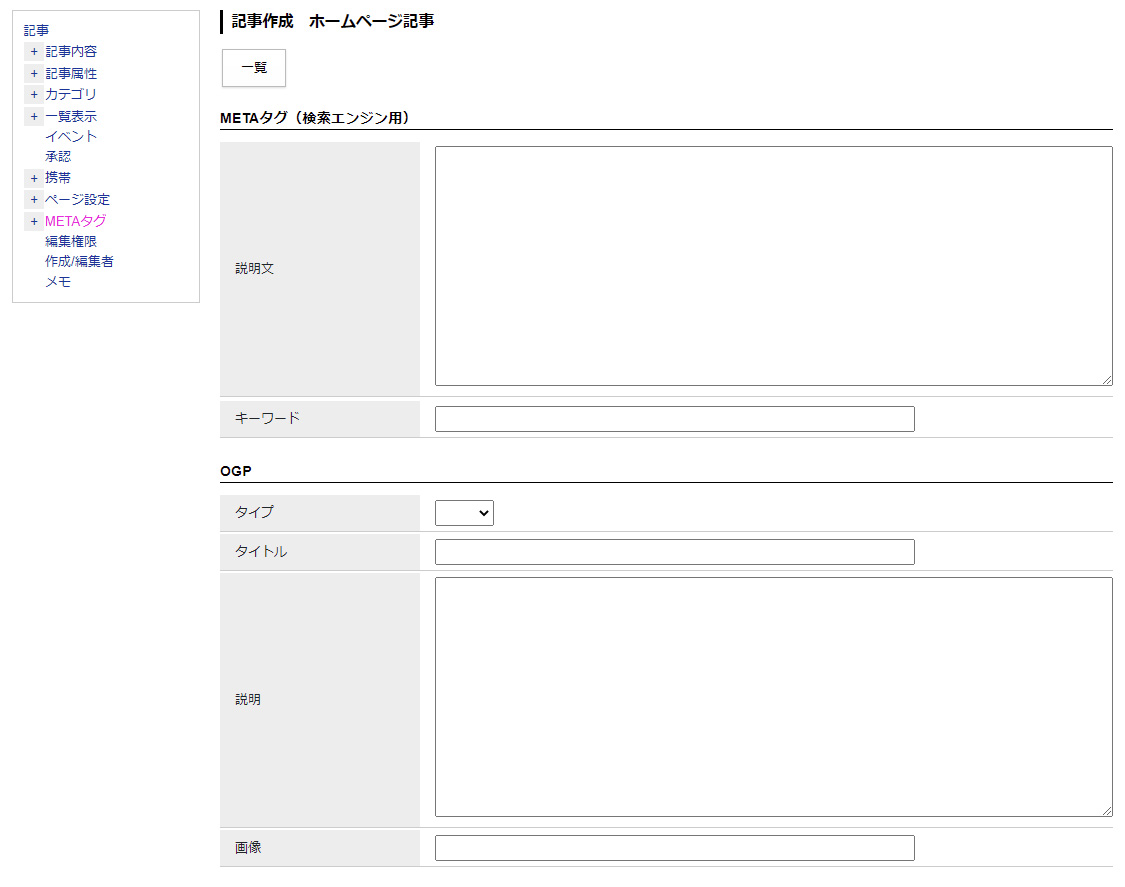 記事
+ 記事内容
+ 記事属性
+ カテゴリ
+ 一覧表示
イベント
承認
+ 携帯
+ ページ設定
+ METAタグ
編集権限
作成/編集者
メモ
記事作成　ホームページ記事
一覧
METAタグ（検索エンジン用）
説明文
キーワード
OGP
タイプ
タイトル
説明
画像